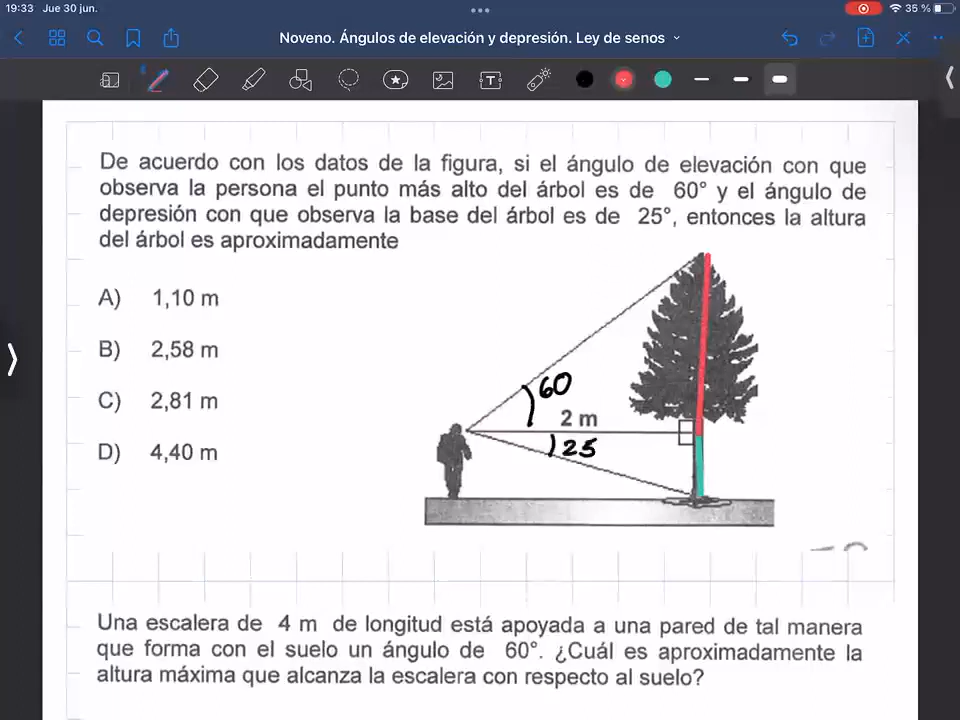 19:33 Jue 30 jun.
35 %
Noveno. Ángulos de elevación y depresión. Ley de senos
T
De acuerdo con los datos de la figura, si el ángulo de elevación con que
observa la persona el punto más alto del árbol es de 60° y el ángulo de
depresión con que observa la base del árbol es de 25°, entonces la altura
del árbol es aproximadamente
A) 1,10 m
B) 2,58 m
C) 2,81 m
D) 4,40 m
60
2 m
25
Una escalera de 4 m de longitud está apoyada a una pared de tal manera
que forma con el suelo un ángulo de 60°. ¿Cuál es aproximadamente la
altura máxima que alcanza la escalera con respecto al suelo?